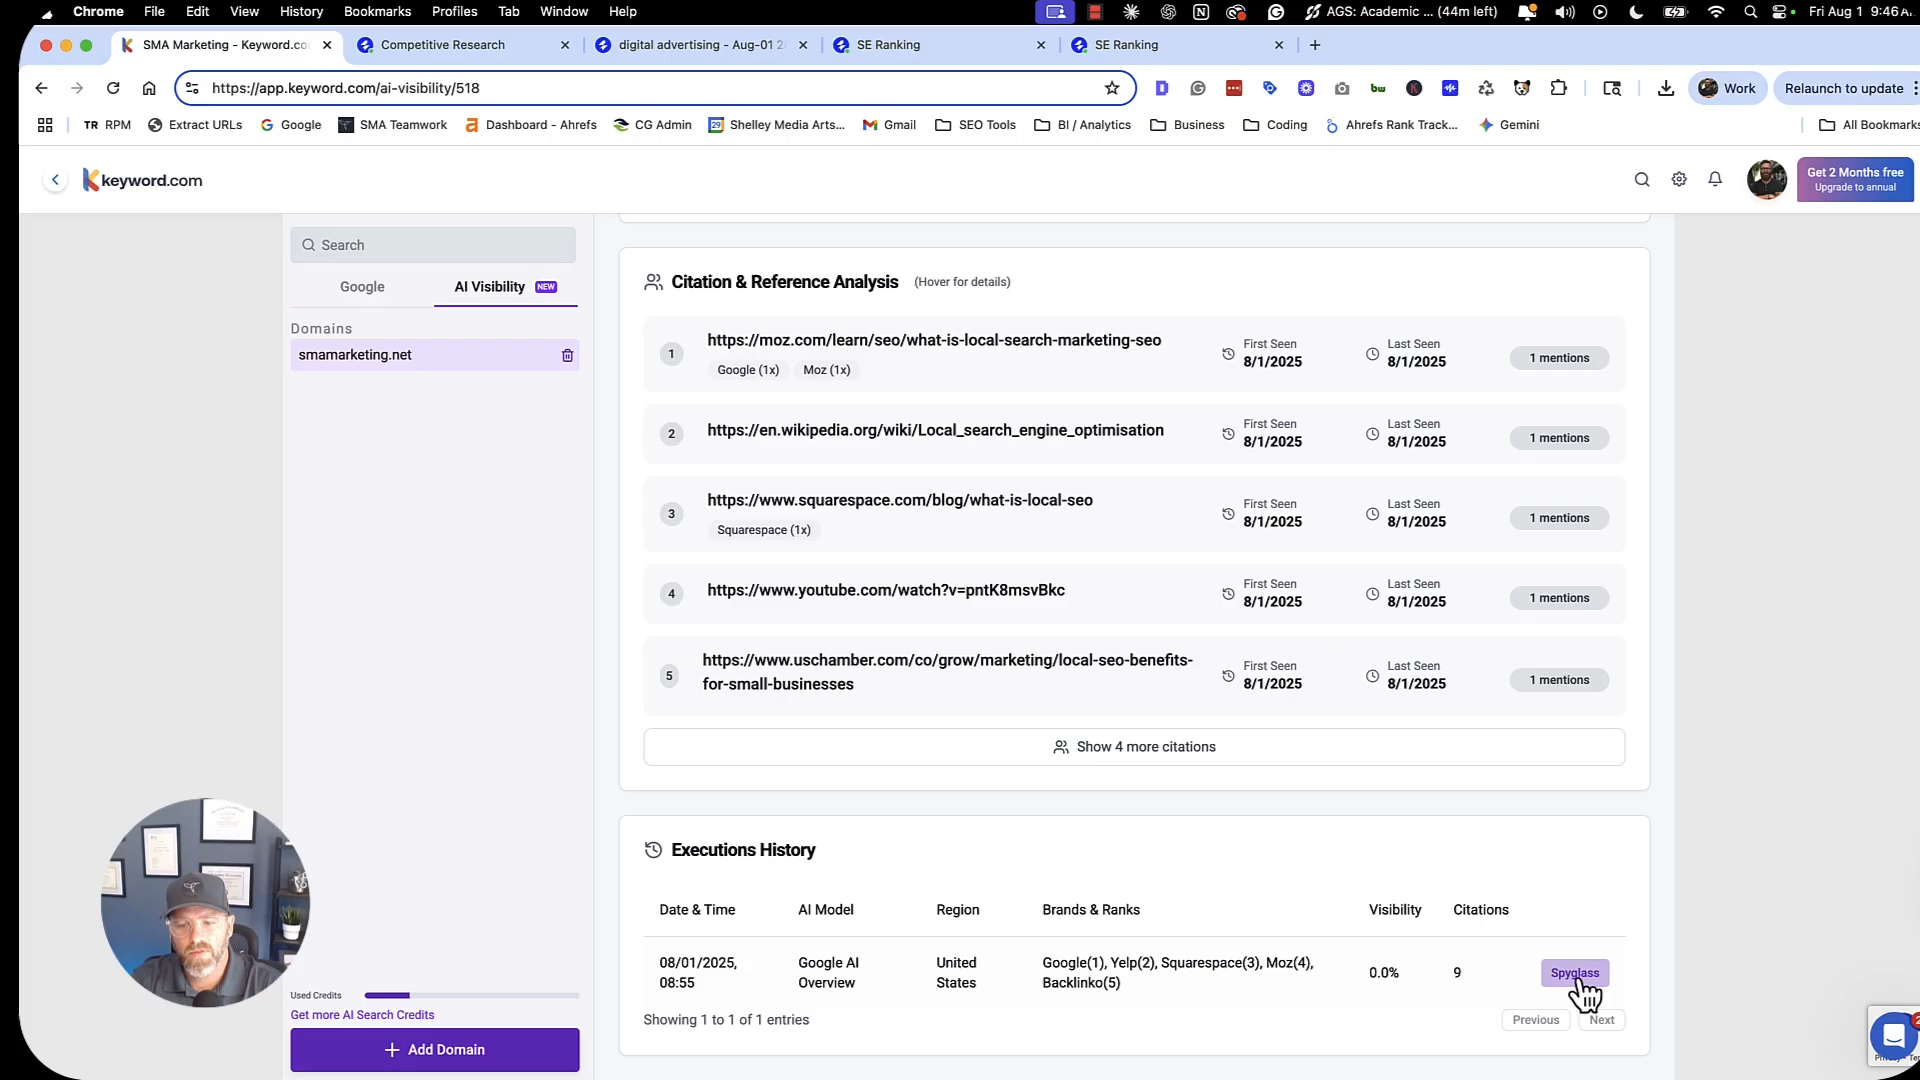 Chrome File Edit View History Bookmarks Profiles Tab Window Help
AGS: Academic ... (44m left)
Fri Aug 1 9:46
SMA Marketing - Keyword.co
Competitive Research
digital advertising - Aug-01 2
SE Ranking
SE Ranking
https://app.keyword.com/ai-visibility/518
bw
Work
Relaunch to update
TR RPM
Extract URLs
Google
SMA Teamwork
Dashboard - Ahrefs
CG Admin
Shelley Media Arts...
Gmail
SEO Tools
BI / Analytics
Business
Coding
Ahrefs Rank Track...
Gemini
All Bookmarks
keyword.com
Get 2 Months free
Upgrade to annual
Search
Google
AI Visibility NEW
Domains
smamarketing.net
Citation & Reference Analysis (Hover for details)
1
https://moz.com/learn/seo/what-is-local-search-marketing-seo
Google (1x) Moz (1x)
First Seen
8/1/2025
Last Seen
8/1/2025
1 mentions
2
https://en.wikipedia.org/wiki/Local_search_engine_optimisation
First Seen
8/1/2025
Last Seen
8/1/2025
1 mentions
3
https://www.squarespace.com/blog/what-is-local-seo
Squarespace (1x)
First Seen
8/1/2025
Last Seen
8/1/2025
1 mentions
4
https://www.youtube.com/watch?v=pntK8msvBkc
First Seen
8/1/2025
Last Seen
8/1/2025
1 mentions
5
https://www.uschamber.com/co/grow/marketing/local-seo-benefits-
for-small-businesses
First Seen
8/1/2025
Last Seen
8/1/2025
1 mentions
Show 4 more citations
Executions History
Date & Time
AI Model
Region
Brands & Ranks
Visibility
Citations
08/01/2025,
08:55
Google AI
Overview
United
States
Google(1), Yelp(2), Squarespace(3), Moz(4),
Backlinko(5)
0.0%
9
Spyglass
Showing 1 to 1 of 1 entries
Previous
Next
Used Credits
Get more AI Search Credits
+ Add Domain